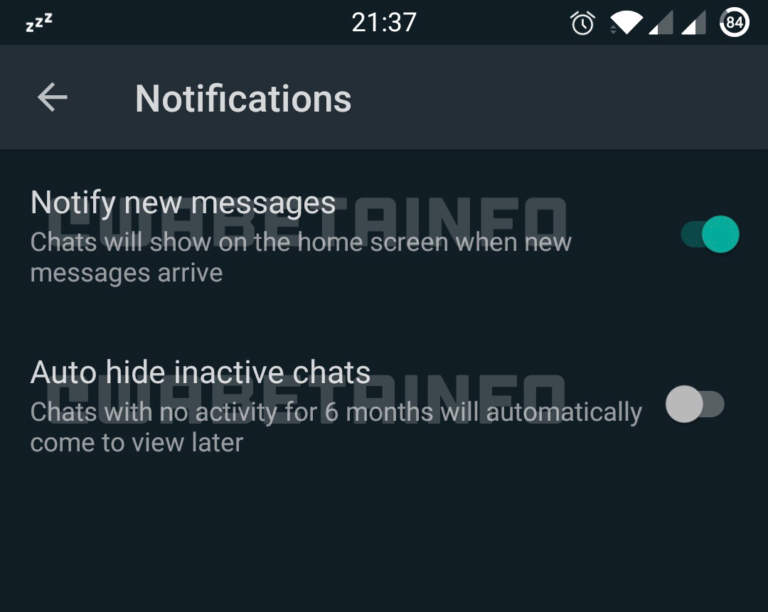 zzz
21:37
84
Notifications
Notify new messages
Chats will show on the home screen when new
messages arrive
@WABETAINFO
Auto hide inactive chats
Chats with no activity for 6 months will automatically
come to view later
@WABETAINFO